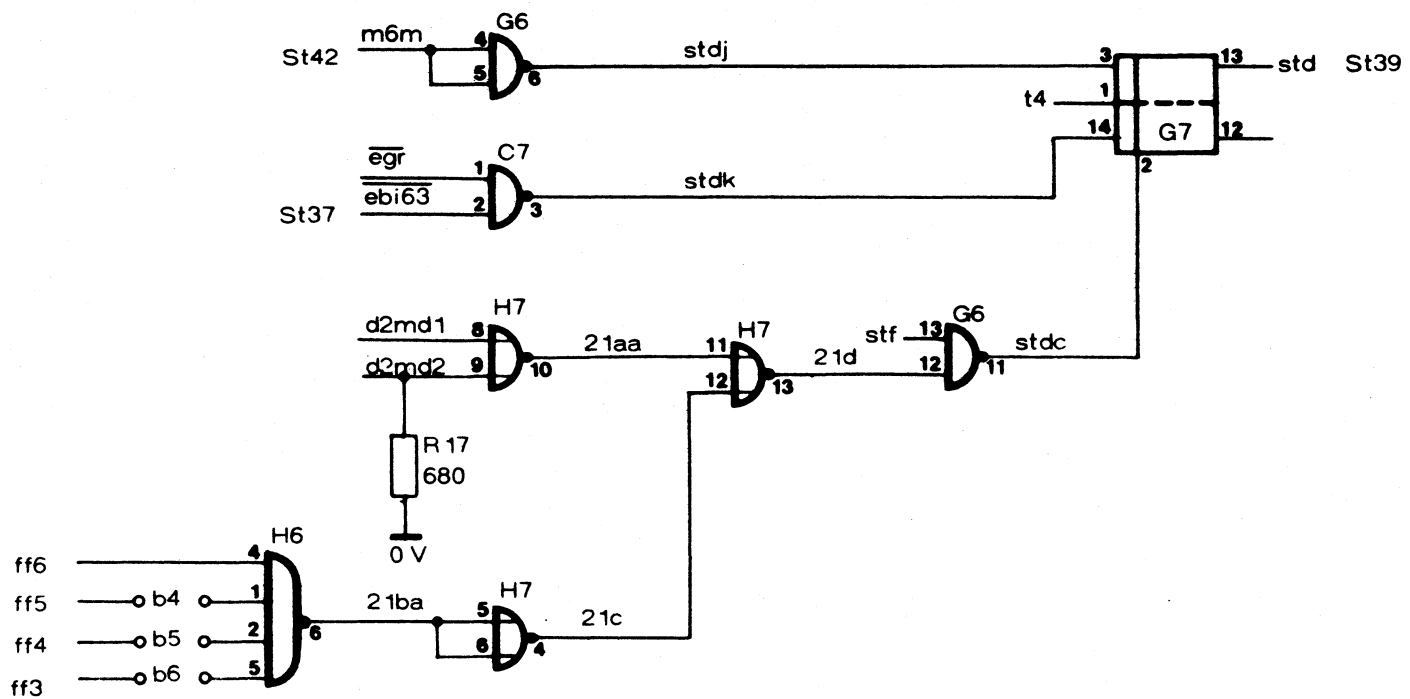 G6
m6m
4
St42
5
6
stdj
3
13
std St39
t4
1
14
G7
12
2
C7
egr
1
ebi63
2
St37
3
stdk
H7
d2md1
8
d2md2
9
10
21aa
H7
11
12
13
21d
G6
stf
13
12
11
stdc
R 17
680
0 V
H6
ff6
4
ff5
b4
1
ff4
b5
2
ff3
b6
5
6
21ba
H7
5
6
4
21c